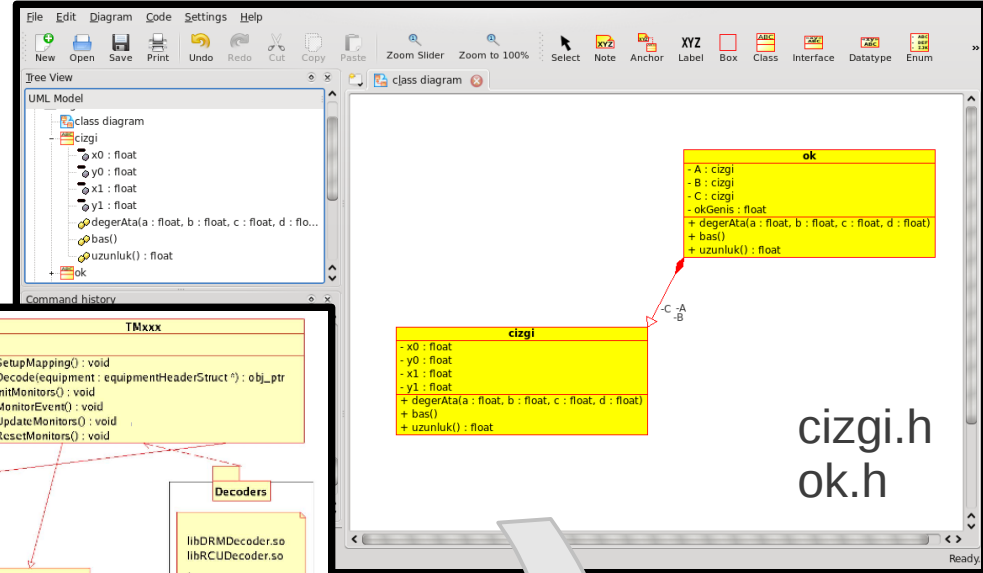 File Edit Diagram Code Settings Help
New Open Save Print Undo Redo Cut Copy Paste Zoom Slider Zoom to 100% Select Note Anchor Label Box Class Interface Datatype Enum
Tree View
class diagram
UML Model
class diagram
cizgi
x0 : float
y0 : float
x1 : float
y1 : float
degerAta(a : float, b : float, c : float, d : flo...
bas()
uzunluk() : float
ok
Command history
ok
- A : cizgi
- B : cizgi
- C : cizgi
- okGenis : float
+ degerAta(a : float, b : float, c : float, d : float)
+ bas()
+ uzunluk() : float
-C -A
-B
cizgi
- x0 : float
- y0 : float
- x1 : float
- y1 : float
+ degerAta(a : float, b : float, c : float, d : float)
+ bas()
+ uzunluk() : float
cizgi.h
ok.h
TMxxx
SetupMapping() : void
Decode(equipment : equipmentHeaderStruct ^) : obj_ptr
InitMonitors() : void
MonitorEvent() : void
UpdateMonitors() : void
ResetMonitors() : void
Decoders
libDRMDecoder.so
libRCUDecoder.so
Ready.